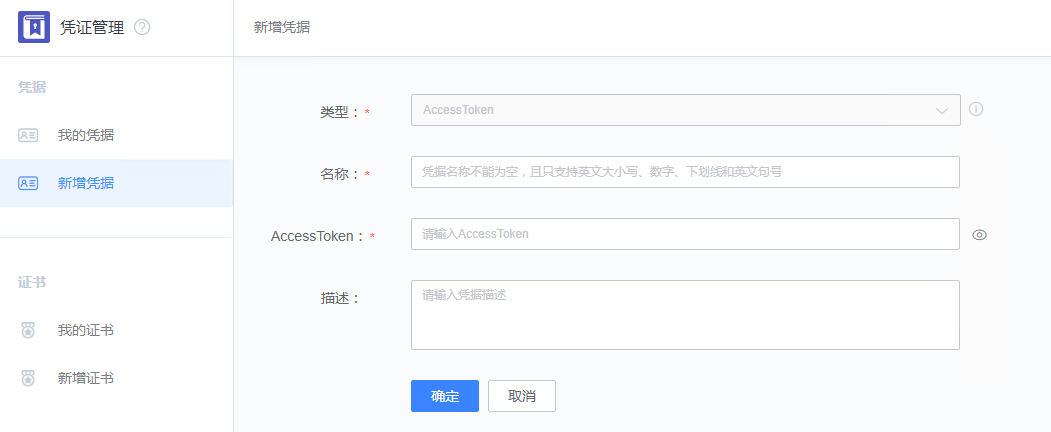 凭证管理
新增凭据
凭据
我的凭据
新增凭据
证书
我的证书
新增证书
类型：*
AccessToken
名称：*
凭据名称不能为空，且只支持英文大小写、数字、下划线和英文句号
AccessToken：*
请输入AccessToken
描述：
请输入凭据描述
确定 取消